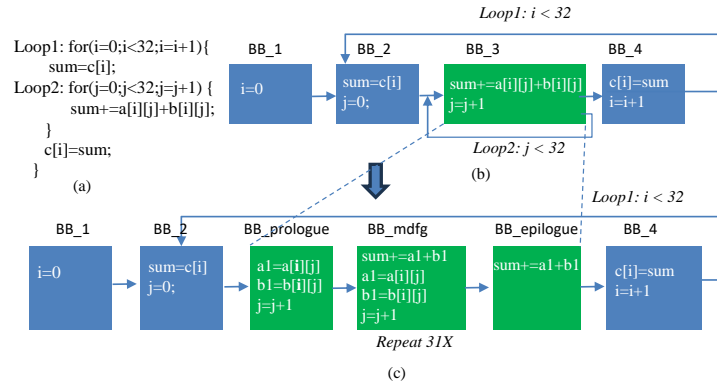 Loop1: i < 32
Loop1: for(i=0;i<32;i=i+1){
sum=c[i];
Loop2: for(j=0;j<32;j=j+1) {
sum+=a[i][j]+b[i][j];
}
c[i]=sum;
}
(a)
BB_1
BB_2
BB_3
BB_4
i=0
sum=c[i]
j=0;
sum+=a[i][j]+b[i][j]
j=j+1
c[i]=sum
i=i+1
Loop2: j < 32
(b)
Loop1: i < 32
BB_1
BB_2
BB_prologue
BB_mdfg
BB_epilogue
BB_4
i=0
sum=c[i]
j=0;
a1=a[i][j]
b1=b[i][j]
j=j+1
sum+=a1+b1
a1=a[i][j]
b1=b[i][j]
j=j+1
sum+=a1+b1
c[i]=sum
i=i+1
Repeat 31X
(c)